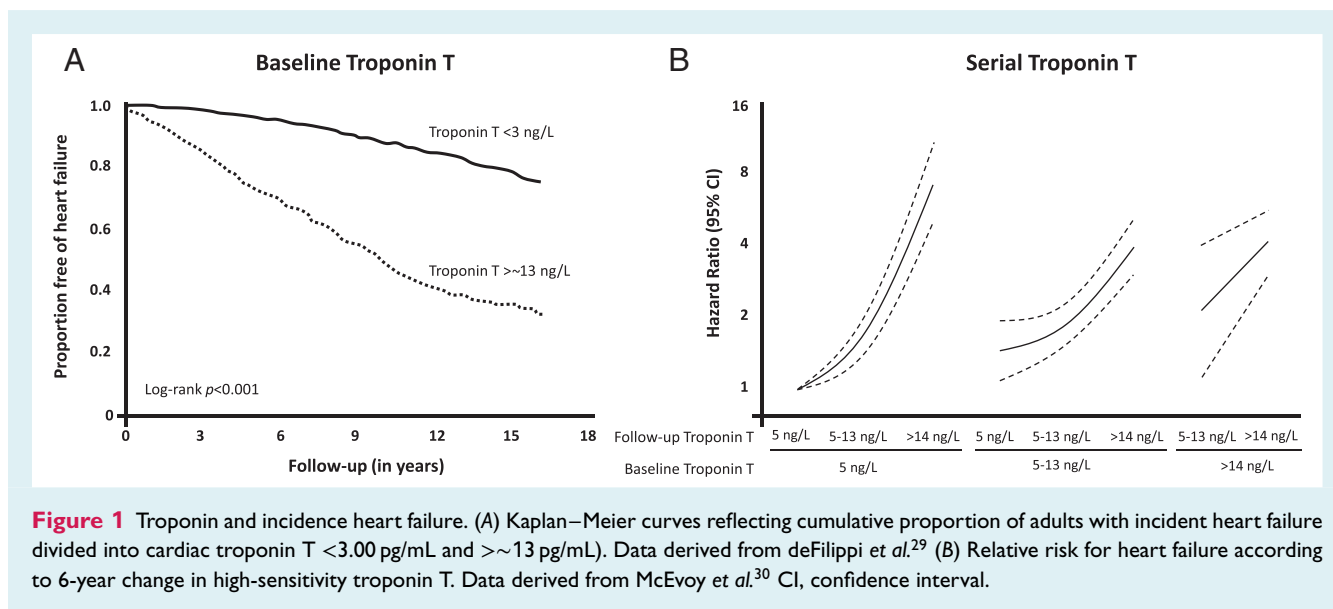 A
Baseline Troponin T
Proportion free of heart failure
1.0
0.8
0.6
0.4
0.2
0
Troponin T <3 ng/L
Troponin T >~13 ng/L
Log-rank p<0.001
0 3 6 9 12 15 18
Follow-up (in years)
B
Serial Troponin T
Hazard Ratio (95% CI)
16
8
4
2
1
Follow-up Troponin T 5 ng/L 5-13 ng/L >14 ng/L 5 ng/L 5-13 ng/L >14 ng/L 5-13 ng/L >14 ng/L
Baseline Troponin T 5 ng/L 5-13 ng/L >14 ng/L
Figure 1 Troponin and incidence heart failure. (A) Kaplan–Meier curves reflecting cumulative proportion of adults with incident heart failure
divided into cardiac troponin T <3.00 pg/mL and >~13 pg/mL). Data derived from deFilippi et al.29 (B) Relative risk for heart failure according
to 6-year change in high-sensitivity troponin T. Data derived from McEvoy et al.30 CI, confidence interval.